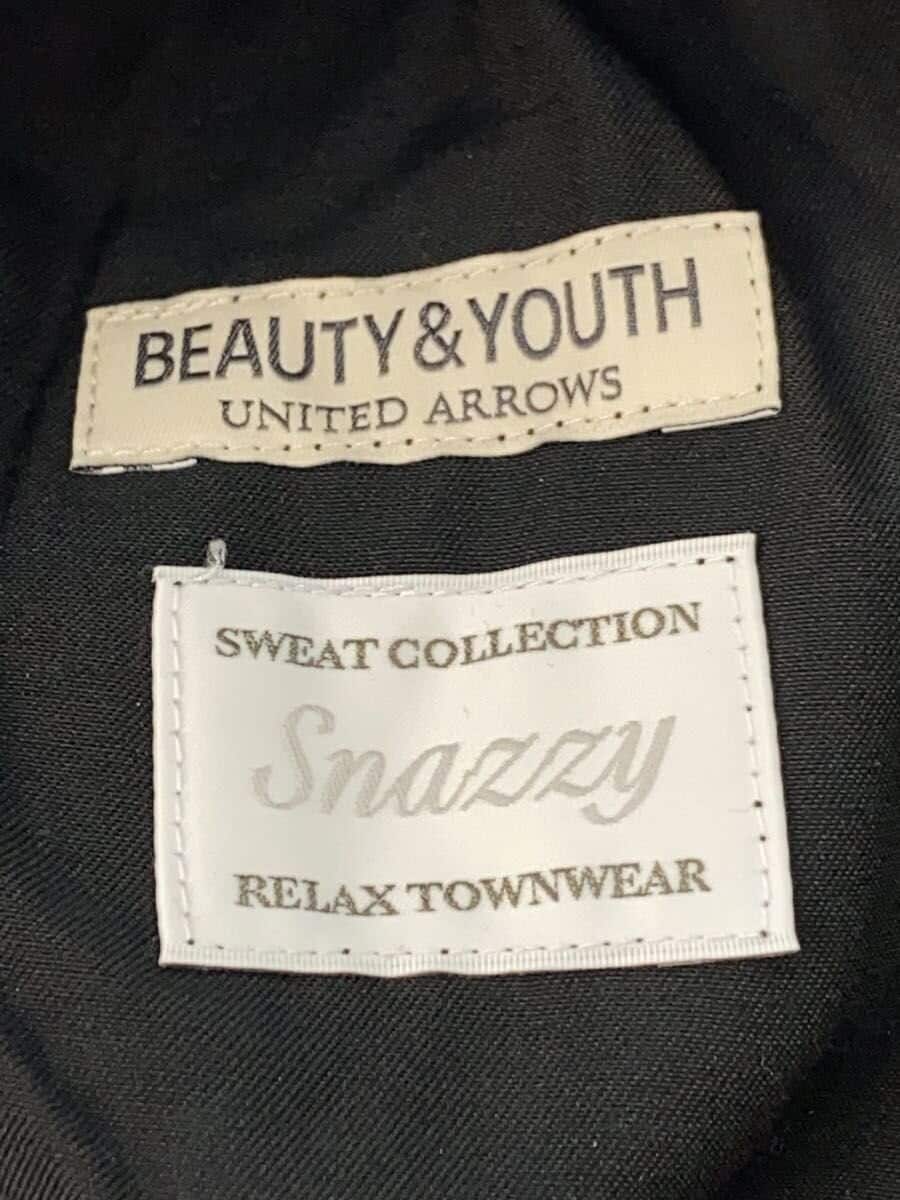 BEAUTY&YOUTH
UNITED ARROWS
SWEAT COLLECTION
Snazzy
RELAX TOWNWEAR